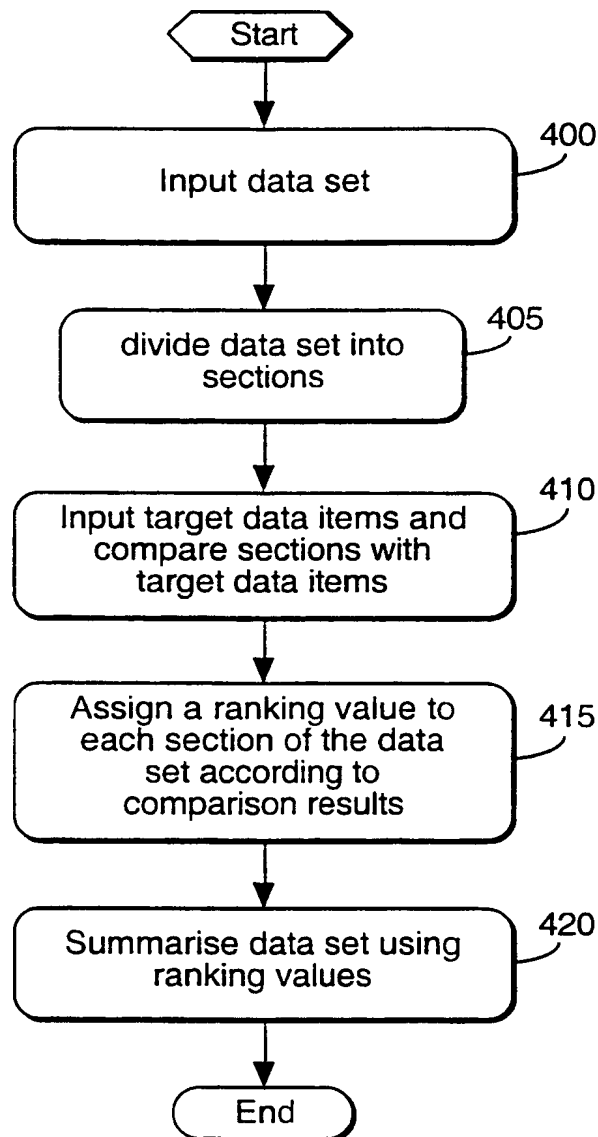 Start
400
Input data set
405
divide data set into
sections
410
Input target data items and
compare sections with
target data items
Assign a ranking value to
each section of the data
set according to
comparison results
415
420
Summarise data set using
ranking values
End